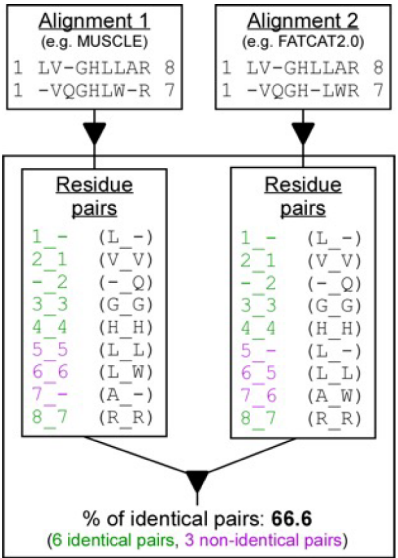 Alignment 1
(e.g. MUSCLE)
1 LV-GHLLAR 8
1 -VQGHLW-R 7
Alignment 2
(e.g. FATCAT2.0)
1 LV-GHLLAR 8
1 -VQGH-LWR 7
Residue
pairs
1_- (L_-)
2_1 (V_V)
-_2 (-_Q)
3_3 (G_G)
4_4 (H_H)
5_5 (L_L)
6_6 (L_W)
7_- (A_-)
8_7 (R_R)
Residue
pairs
1_- (L_-)
2_1 (V_V)
-_2 (-_Q)
3_3 (G_G)
4_4 (H_H)
5_- (L_-)
6_5 (L_L)
7_6 (A_W)
8_7 (R_R)
% of identical pairs: 66.6
(6 identical pairs, 3 non-identical pairs)